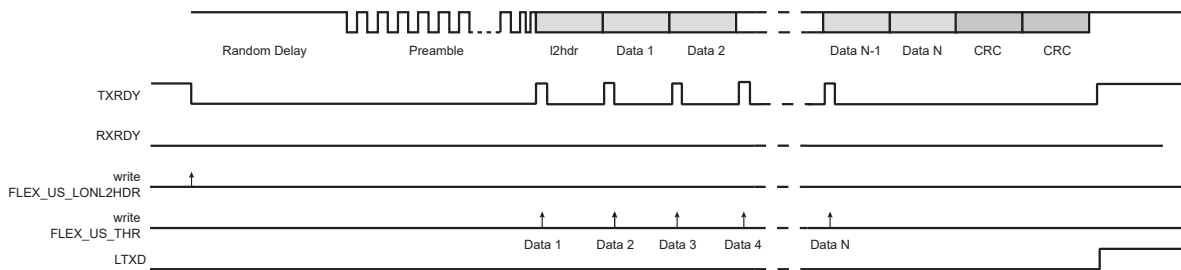 Random Delay Preamble l2hdr Data 1 Data 2 Data N-1 Data N CRC CRC
TXRDY
RXRDY
write
FLEX_US_LONL2HDR
write
FLEX_US_THR
Data 1 Data 2 Data 3 Data 4 Data N
LTXD